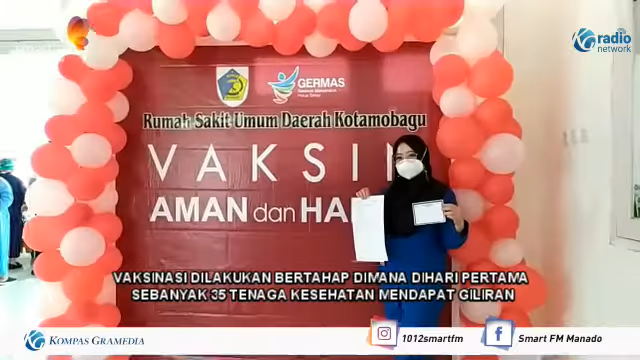 radio
network
GERMAS
Rumah Sakit Umum Daerah Kotamobagu
VAKSIN
AMAN dan HA
VAKSINASI DILAKUKAN BERTAHAP DIMANA DIHARI PERTAMA
SEBANYAK 35 TENAGA KESEHATAN MENDAPAT GILIRAN
KOMPAS GRAMEDIA
1012smartfm
Smart FM Manado